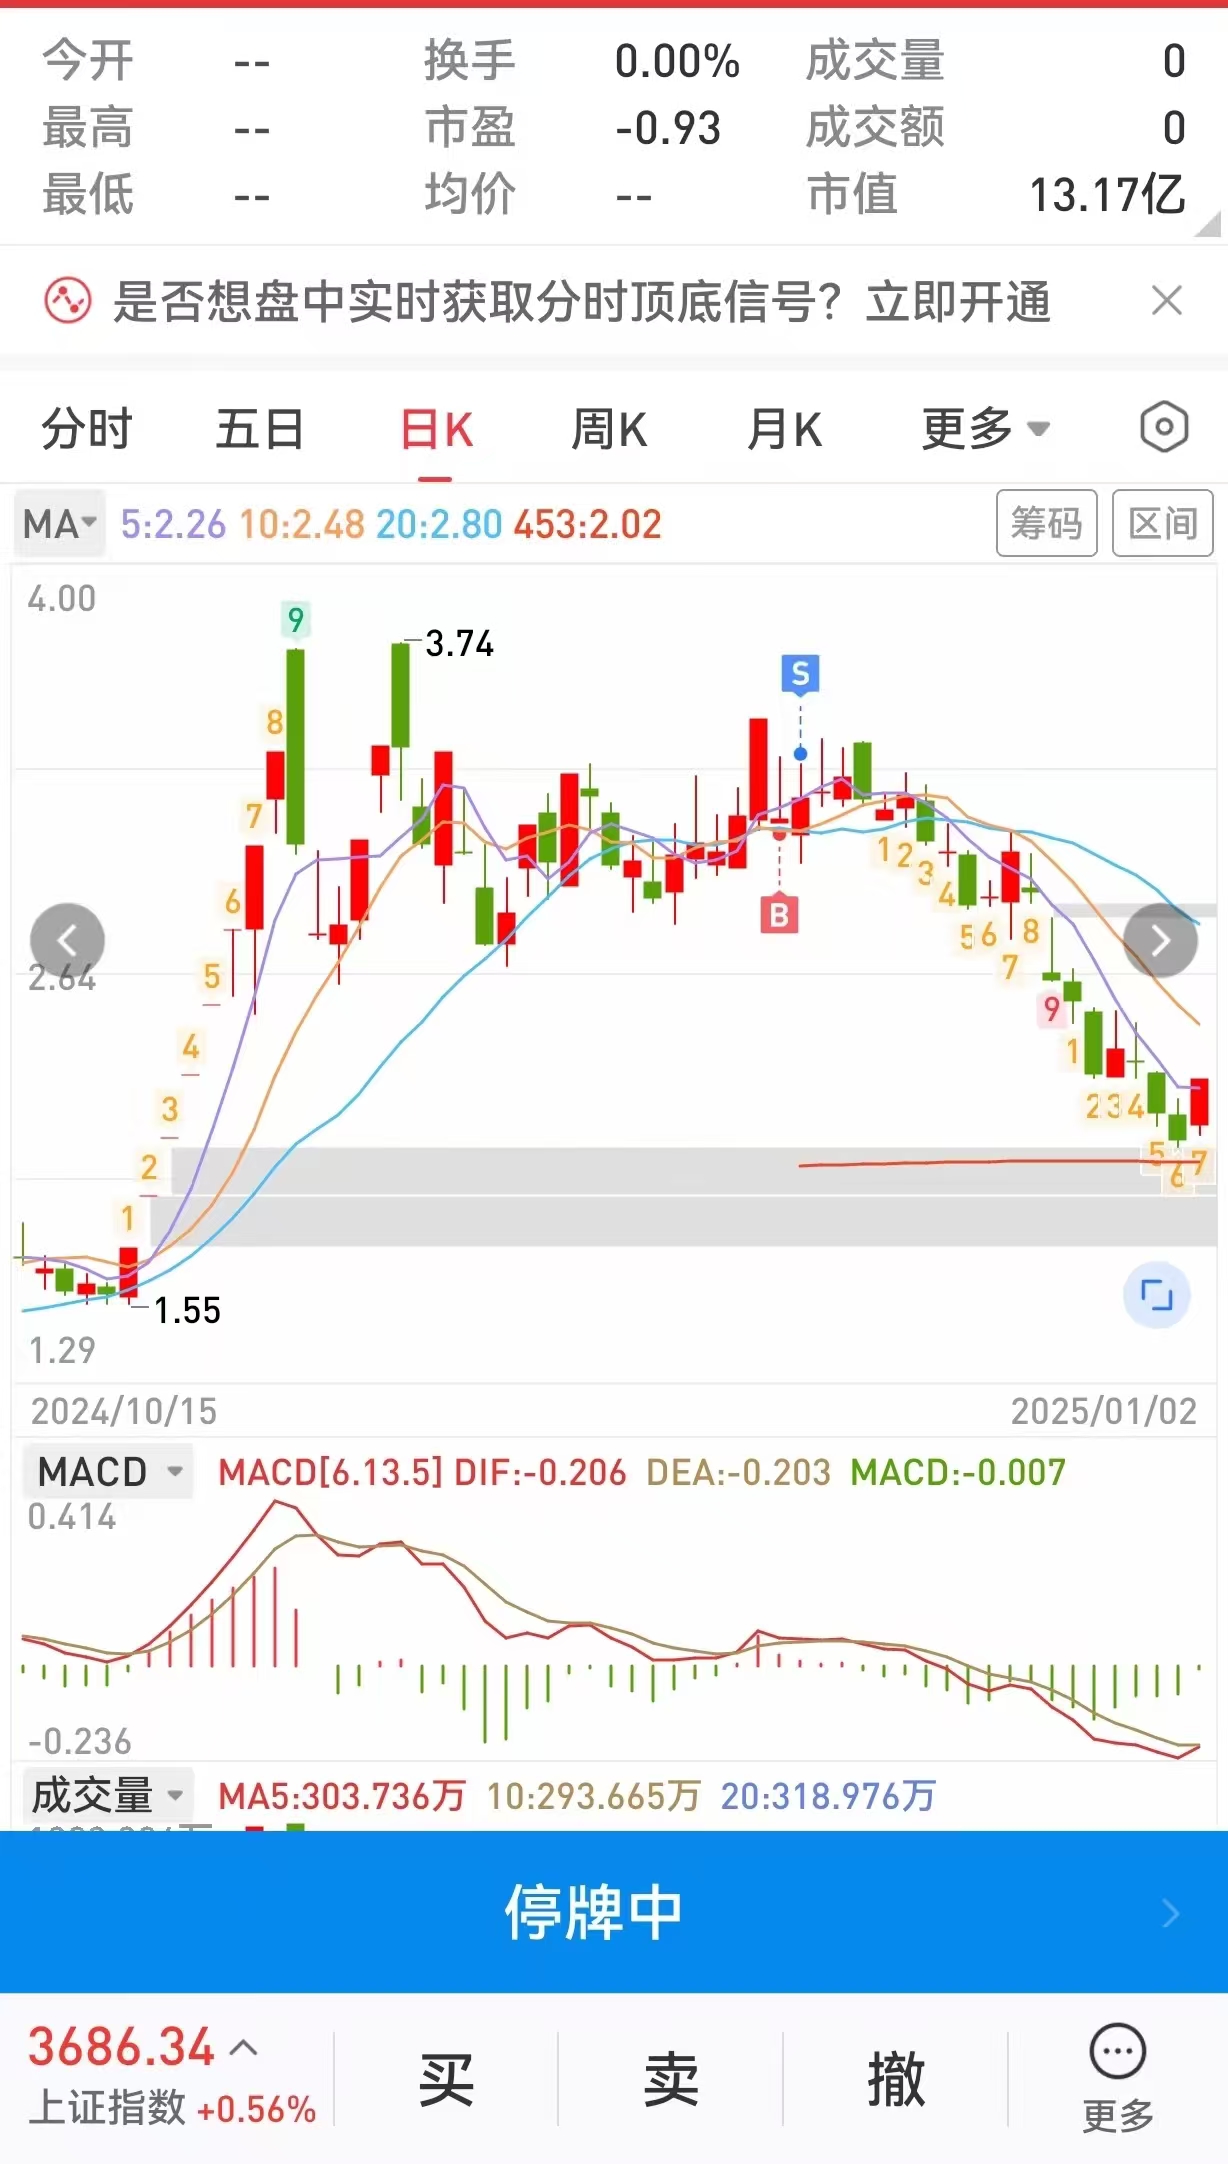 今开 -- 换手 0.00% 成交量 0
最高 -- 市盈 -0.93 成交额 0
最低 -- 均价 -- 市值 13.17亿
是否想盘中实时获取分时顶底信号？立即开通
分时 五日 日K 周K 月K 更多
MA 5:2.26 10:2.48 20:2.80 453:2.02 筹码 区间
4.00
9
3.74
S
8
7
6
B
1 2 3 4 5 6 7 8
5
2.64
9
4
1
3
2 3 4
2
5 6 7
1
1.55
1.29
2024/10/15 2025/01/02
MACD MACD[6.13.5] DIF:-0.206 DEA:-0.203 MACD:-0.007
0.414
-0.236
成交量 MA5:303.736万 10:293.665万 20:318.976万
停牌中
3686.34 买 卖 撤
上证指数 +0.56% 更多